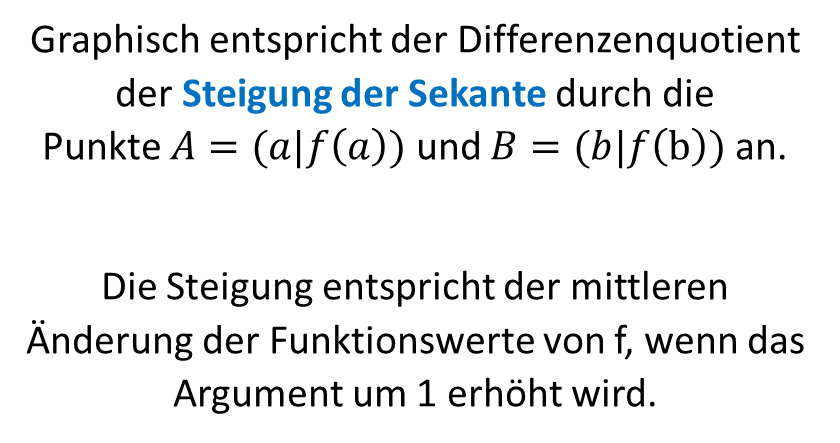 Graphisch entspricht der Differenzenquotient
der Steigung der Sekante durch die
Punkte A = (a|f(a)) und B = (b|f(b)) an.
Die Steigung entspricht der mittleren
Änderung der Funktionswerte von f, wenn das
Argument um 1 erhöht wird.